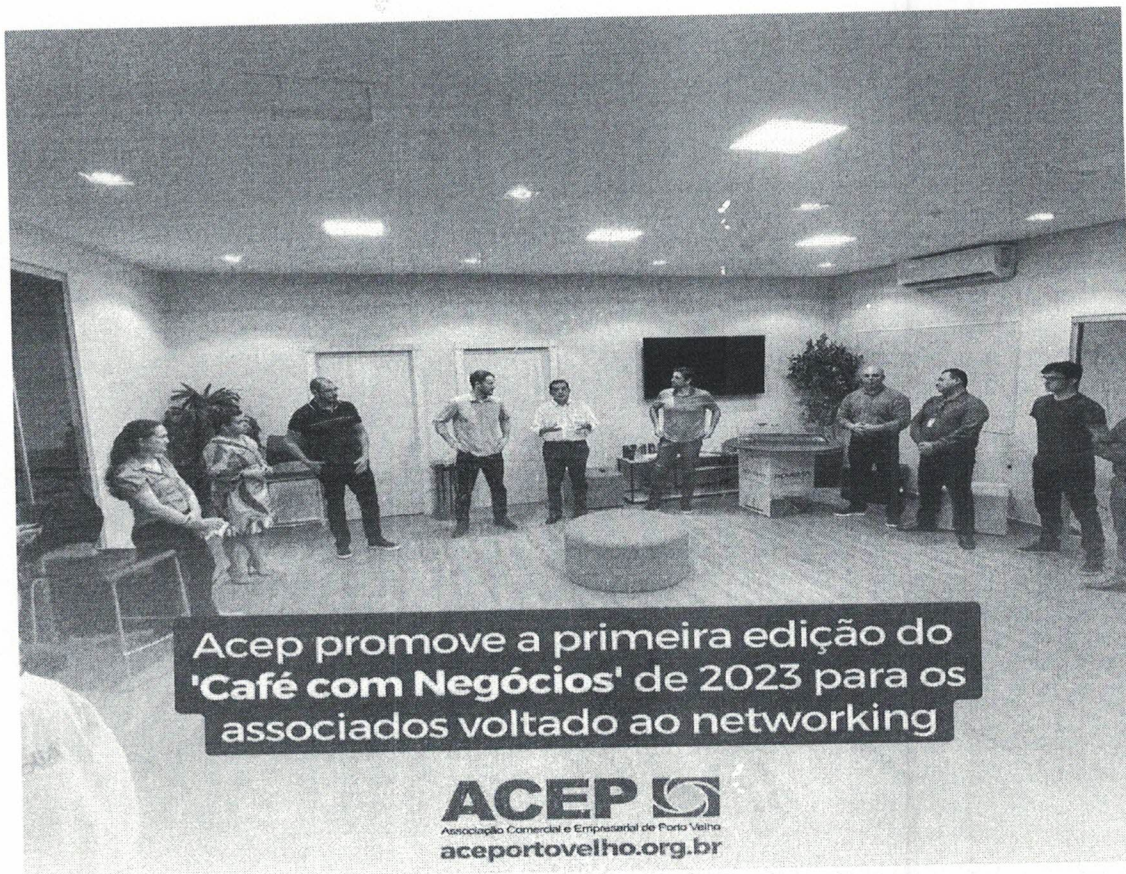 Acep promove a primeira edição do
'Café com Negócios' de 2023 para os
associados voltado ao networking
ACEP
Associação Comercial e Empresarial de Porto Velho
aceportovelho.org.br